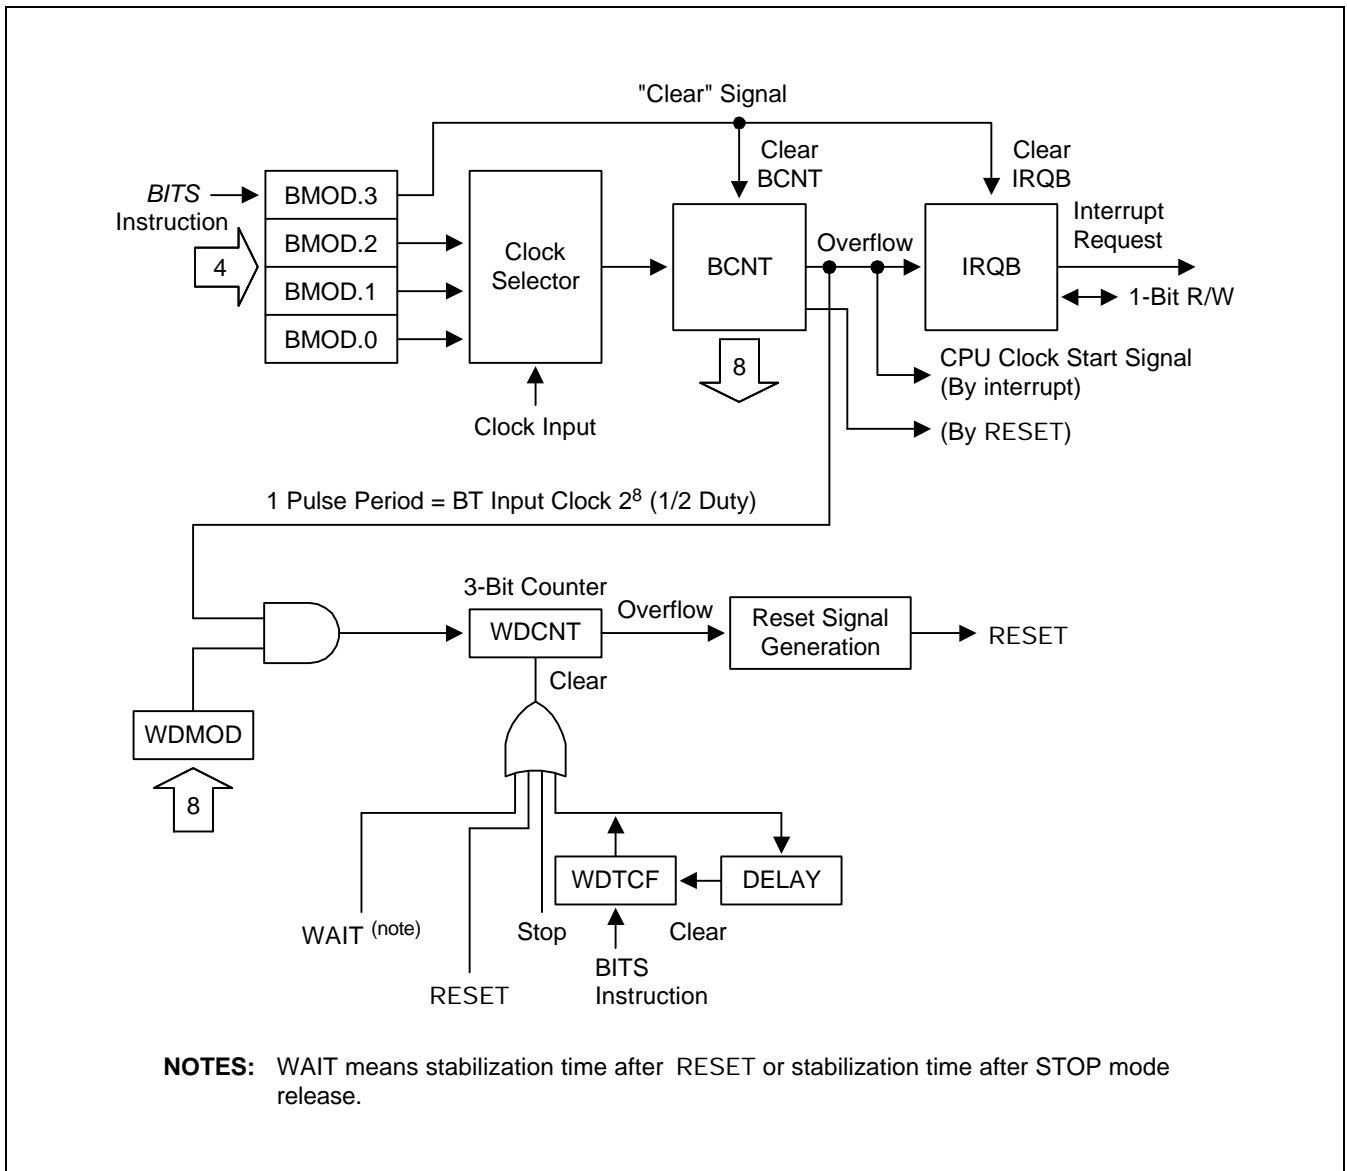 "Clear" Signal
Clear
BCNT
Clear
IRQB
BITS
Instruction
4
BMOD.3
BMOD.2
BMOD.1
BMOD.0
Clock
Selector
Clock Input
BCNT
8
Overflow
IRQB
Interrupt
Request
1-Bit R/W
CPU Clock Start Signal
(By interrupt)
(By RESET)
1 Pulse Period = BT Input Clock 2⁸ (1/2 Duty)
3-Bit Counter
WDCNT
Overflow
Reset Signal
Generation
RESET
Clear
WDMOD
8
WDTCF
DELAY
WAIT (note)
Stop
Clear
RESET
BITS
Instruction
NOTES: WAIT means stabilization time after RESET or stabilization time after STOP mode
release.